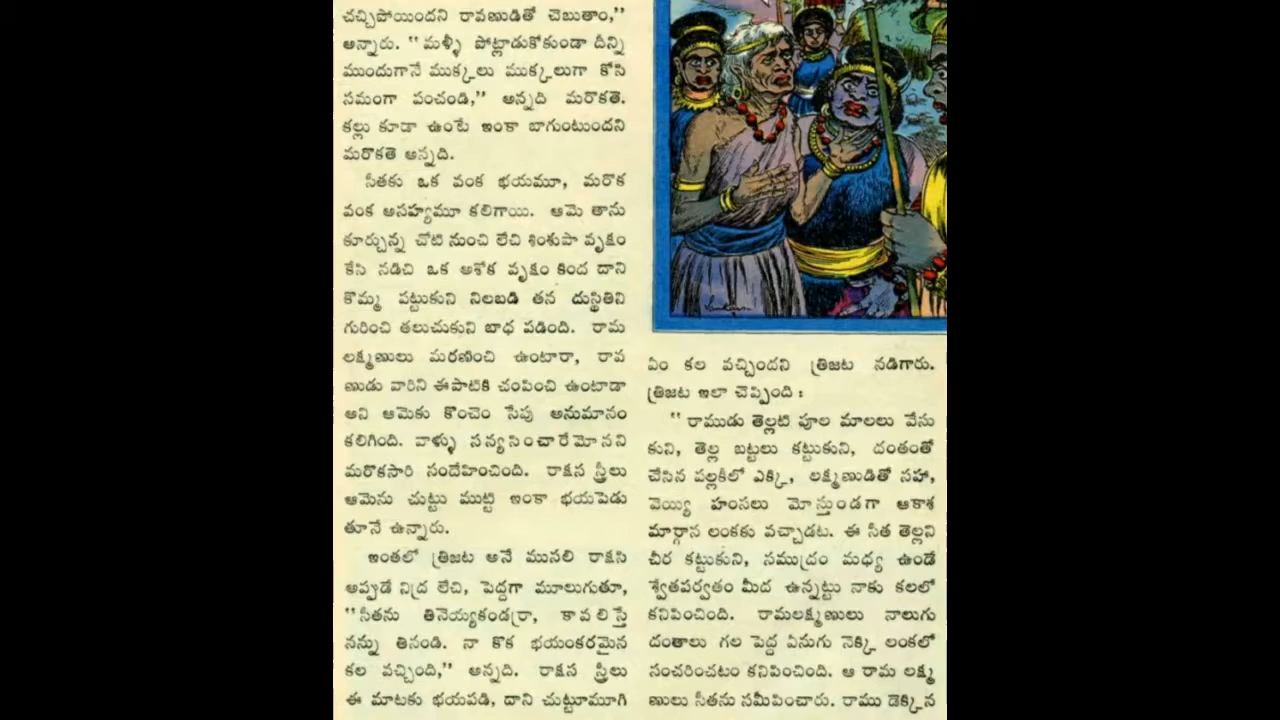 చచ్చిపోయిందని రావణుడితో చెబుతాం,"
అన్నారు. "మళ్ళీ పోట్లాడుకోకుండా దీన్ని
ముందుగానే ముక్కలు ముక్కలుగా కోసి
సమంగా పంచండి," అన్నది మరొకతె.
కల్లు కూడా ఉంటే ఇంకా బాగుంటుందని
మరొకతె అన్నది.
సీతకు ఒక వంక భయమూ, మరొక
వంక అసహ్యమూ కలిగాయి. ఆమె తాను
కూర్చున్న చోటి నుంచి లేచి శింశుపా వృక్షం
కేసి నడిచి ఒక అశోక వృక్షం కింద దాని
కొమ్మ పట్టుకుని నిలబడి తన దుస్థితిని
గురించి తలుచుకుని బాధ పడింది. రామ
లక్ష్మణులు మరణించి ఉంటారా, రావ
ణుడు వారిని ఈపాటికి చంపించి ఉంటాడా
అని ఆమెకు కొంచెం సేపు అనుమానం
కలిగింది. వాళ్ళు సన్యసించారేమోనని
మరొకసారి సందేహించింది. రాక్షస స్త్రీలు
ఆమెను చుట్టు ముట్టి ఇంకా భయపెడు
తూనే ఉన్నారు.
ఇంతలో త్రిజట అనే ముసలి రాక్షసి
అప్పుడే నిద్ర లేచి, పెద్దగా మూలుగుతూ,
"సీతను తినెయ్యకండర్రా, కావలిస్తే
నన్ను తినండి. నా కొక భయంకరమైన
కల వచ్చింది," అన్నది. రాక్షస స్త్రీలు
ఈ మాటకు భయపడి, దాని చుట్టూమూగి
ఏం కల వచ్చిందని త్రిజట నడిగారు.
త్రిజట ఇలా చెప్పింది :
"రాముడు తెల్లటి పూల మాలలు వేసు
కుని, తెల్ల బట్టలు కట్టుకుని, దంతంతో
చేసిన పల్లకీలో ఎక్కి, లక్ష్మణుడితో సహా,
వెయ్యి హంసలు మోస్తుండగా ఆకాశ
మార్గాన లంకకు వచ్చాడట. ఈ సీత తెల్లని
చీర కట్టుకుని, సముద్రం మధ్య ఉండే
శ్వేతపర్వతం మీద ఉన్నట్టు నాకు కలలో
కనిపించింది. రామలక్ష్మణులు నాలుగు
దంతాలు గల పెద్ద ఏనుగు నెక్కి లంకలో
సంచరించటం కనిపించింది. ఆ రామ లక్ష్మ
ణులు సీతను సమీపించారు. రాము డెక్కిన